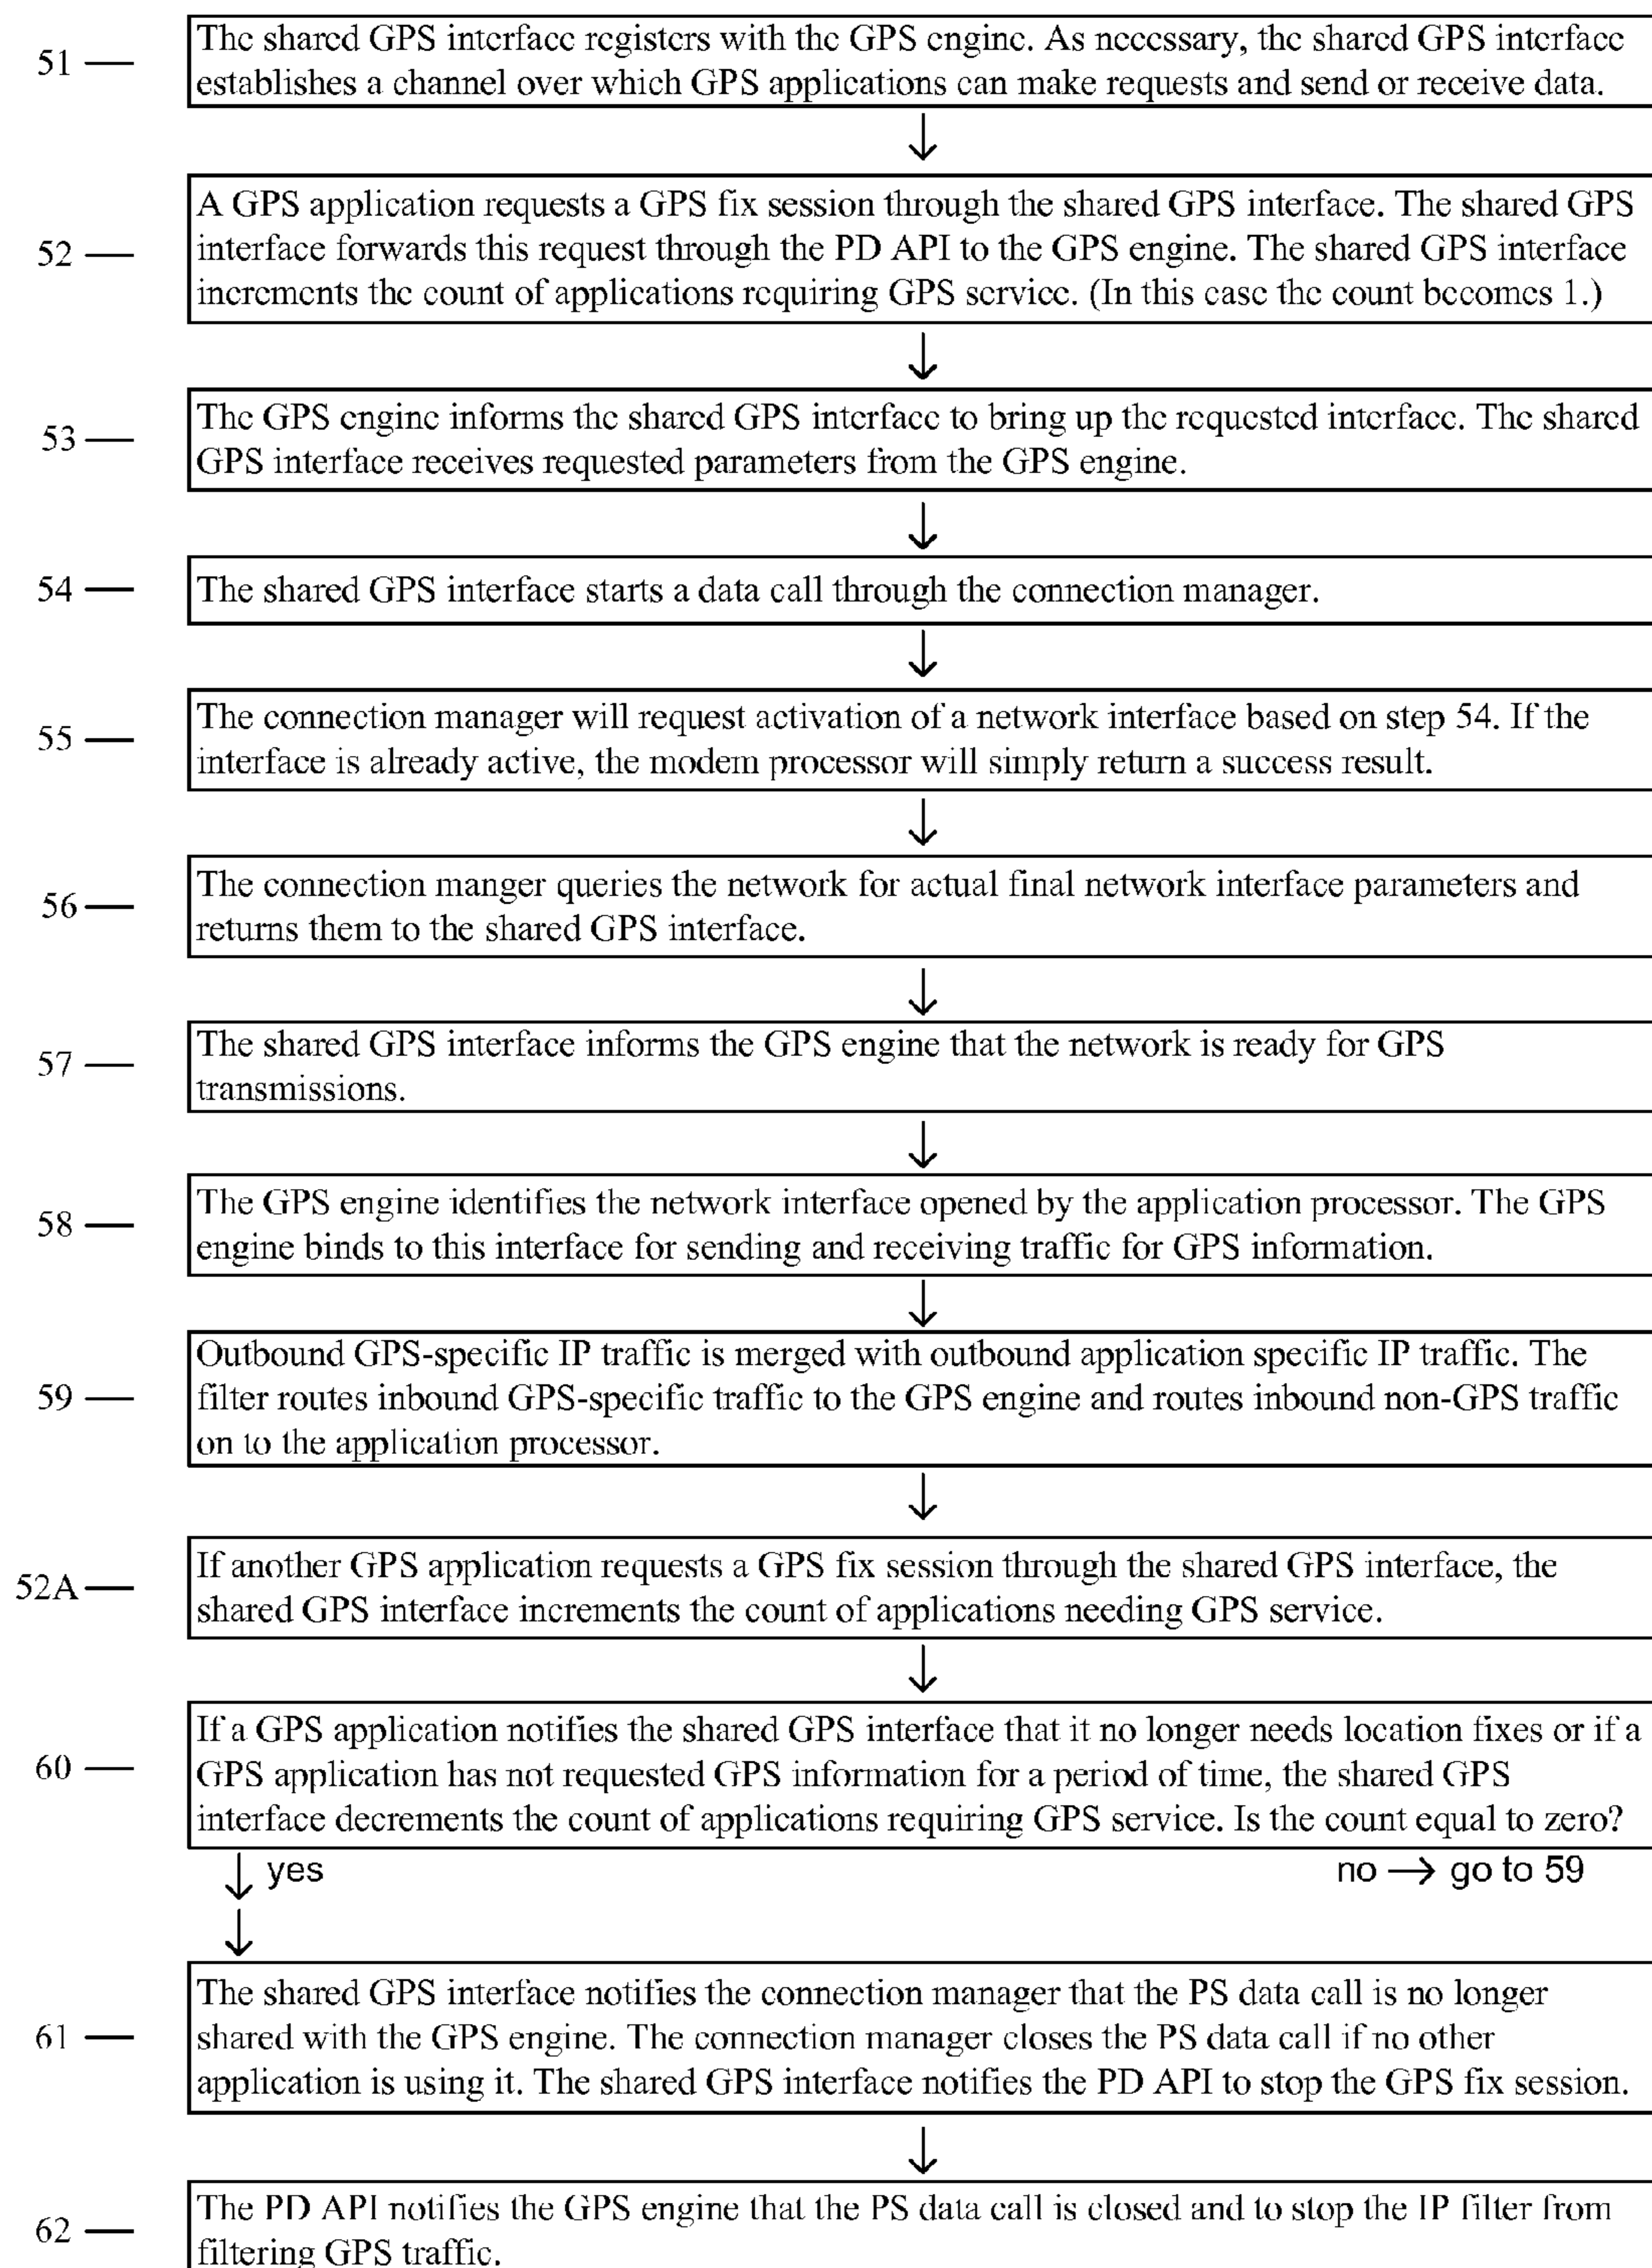 51
The shared GPS interface registers with the GPS engine. As necessary, the shared GPS interface
establishes a channel over which GPS applications can make requests and send or receive data.
52
A GPS application requests a GPS fix session through the shared GPS interface. The shared GPS
interface forwards this request through the PD API to the GPS engine. The shared GPS interface
increments the count of applications requiring GPS service. (In this case the count becomes 1.)
53
The GPS engine informs the shared GPS interface to bring up the requested interface. The shared
GPS interface receives requested parameters from the GPS engine.
54
The shared GPS interface starts a data call through the connection manager.
55
The connection manager will request activation of a network interface based on step 54. If the
interface is already active, the modem processor will simply return a success result.
56
The connection manger queries the network for actual final network interface parameters and
returns them to the shared GPS interface.
57
The shared GPS interface informs the GPS engine that the network is ready for GPS
transmissions.
58
The GPS engine identifies the network interface opened by the application processor. The GPS
engine binds to this interface for sending and receiving traffic for GPS information.
59
Outbound GPS-specific IP traffic is merged with outbound application specific IP traffic. The
filter routes inbound GPS-specific traffic to the GPS engine and routes inbound non-GPS traffic
on to the application processor.
52A
If another GPS application requests a GPS fix session through the shared GPS interface, the
shared GPS interface increments the count of applications needing GPS service.
60
If a GPS application notifies the shared GPS interface that it no longer needs location fixes or if a
GPS application has not requested GPS information for a period of time, the shared GPS
interface decrements the count of applications requiring GPS service. Is the count equal to zero?
yes
no → go to 59
61
The shared GPS interface notifies the connection manager that the PS data call is no longer
shared with the GPS engine. The connection manager closes the PS data call if no other
application is using it. The shared GPS interface notifies the PD API to stop the GPS fix session.
62
The PD API notifies the GPS engine that the PS data call is closed and to stop the IP filter from
filtering GPS traffic.